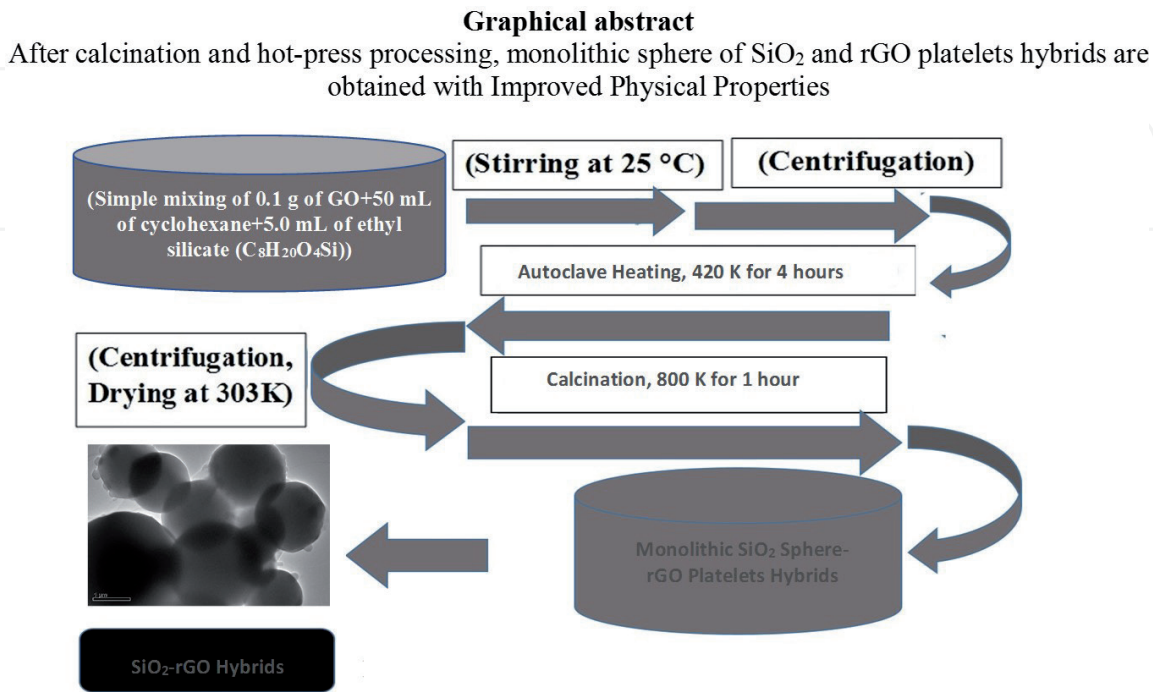 Graphical abstract
After calcination and hot-press processing, monolithic sphere of SiO₂ and rGO platelets hybrids are
obtained with Improved Physical Properties
(Simple mixing of 0.1 g of GO+50 mL
of cyclohexane+5.0 mL of ethyl
silicate (C₈H₂₀O₄Si))
(Stirring at 25 °C)
(Centrifugation)
Autoclave Heating, 420 K for 4 hours
(Centrifugation,
Drying at 303K)
Calcination, 800 K for 1 hour
Monolithic SiO₂ Sphere-
rGO Platelets Hybrids
1 µm
SiO₂-rGO Hybrids